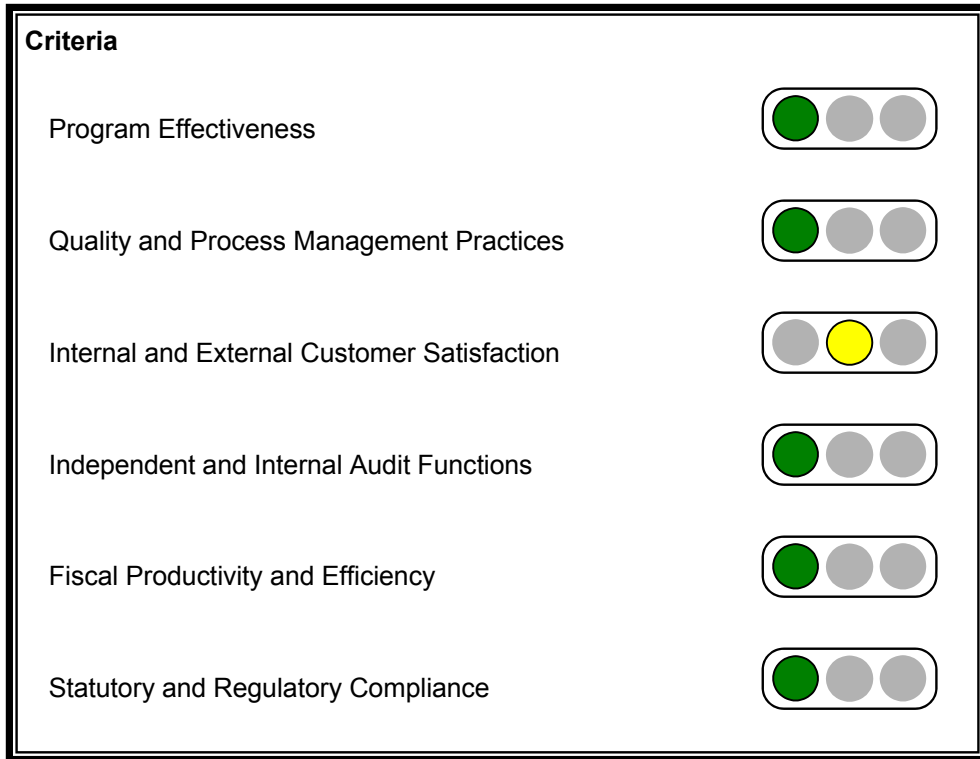 Criteria
Program Effectiveness
Quality and Process Management Practices
Internal and External Customer Satisfaction
Independent and Internal Audit Functions
Fiscal Productivity and Efficiency
Statutory and Regulatory Compliance